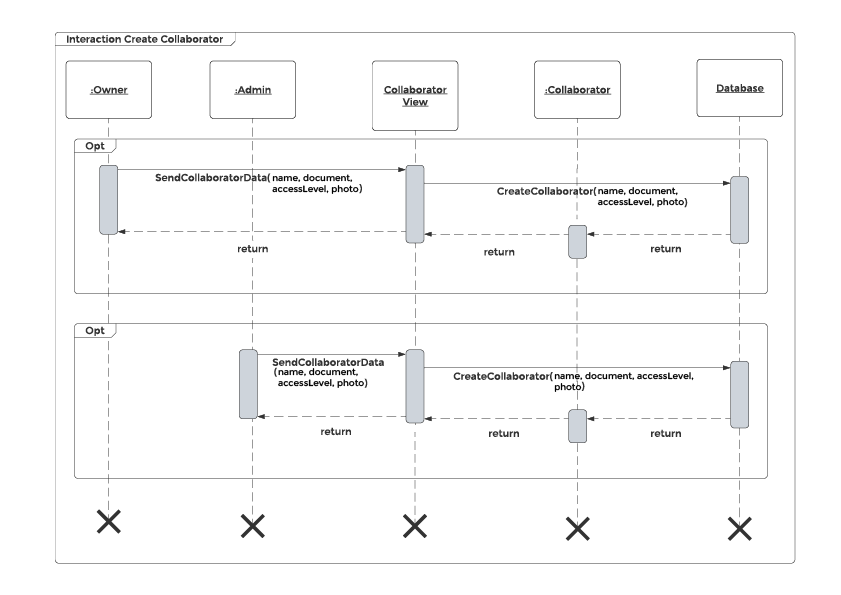 Interaction Create Collaborator
:Owner
:Admin
Collaborator
View
:Collaborator
Database
Opt
SendCollaboratorData( name, document,
accessLevel, photo)
CreateCollaborator( name, document,
accessLevel, photo)
return
return
return
Opt
SendCollaboratorData
(name, document,
accessLevel, photo)
CreateCollaborator( name, document, accessLevel,
photo)
return
return
return